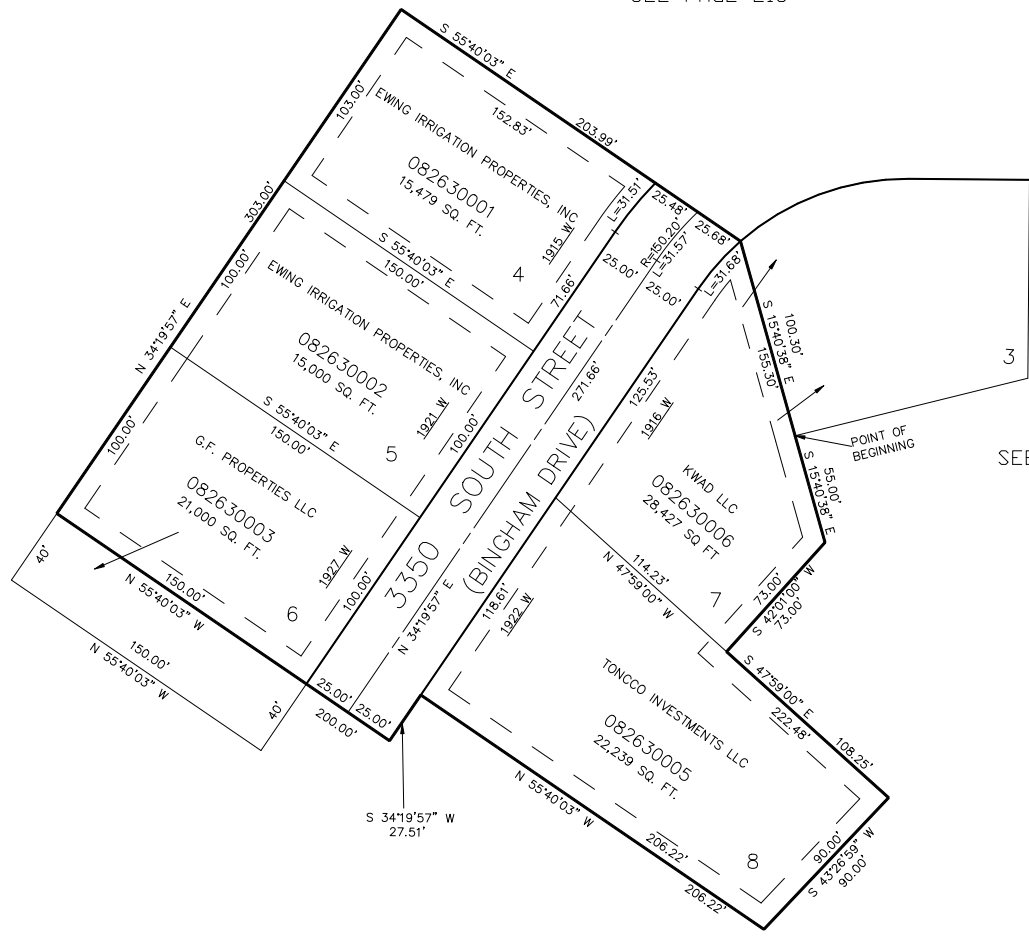 S 55°40'03" E
203.99'
152.83'
103.00'
EWING IRRIGATION PROPERTIES, INC
082630001
15,479 SQ. FT.
1915 W
4
L=31.51'
25.48'
R=150.20'
L=31.57'
25.68'
L=31.68'
25.00'
25.00'
71.66'
303.00'
N 34°19'57" E
S 55°40'03" E
150.00'
100.00'
EWING IRRIGATION PROPERTIES, INC
082630002
15,000 SQ. FT.
1921 W
5
100.00'
S 55°40'03" E
150.00'
100.00'
G.F. PROPERTIES LLC
082630003
21,000 SQ. FT.
1927 W
6
100.00'
150.00'
N 55°40'03" W
40'
150.00'
N 55°40'03" W
40'
25.00'
25.00'
200.00'
3350 SOUTH STREET
(BINGHAM DRIVE)
271.66'
N 34°19'57" E
S 34°19'57" W
27.51'
125.53'
1916 W
KWAD LLC
082630006
28,427 SQ FT
7
100.30'
S 15°40'38" E
155.30'
3
POINT OF
BEGINNING
SEE
55.00'
S 15°40'38" E
73.00'
S 42°01'00" W
73.00'
114.23'
N 47°59'00" W
118.61'
1922 W
TONCCO INVESTMENTS LLC
082630005
22,239 SQ. FT.
8
S 47°59'00" E
222.48'
108.25'
90.00'
S 43°26'59" W
90.00'
N 55°40'03" W
206.22'
206.22'